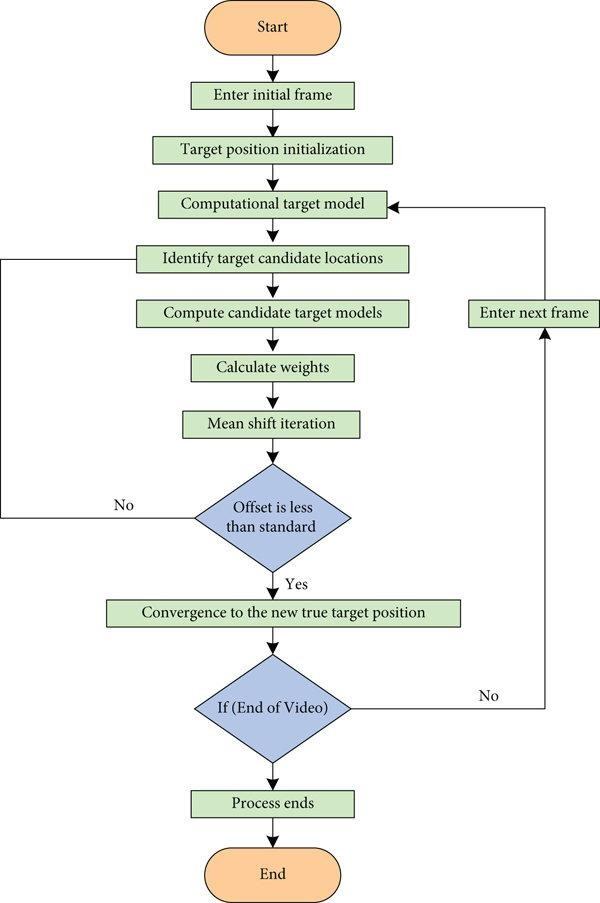 Start
Enter initial frame
Target position initialization
Computational target model
Identify target candidate locations
Compute candidate target models
Enter next frame
Calculate weights
Mean shift iteration
No
Offset is less
than standard
Yes
Convergence to the new true target position
If (End of Video)
No
Process ends
End